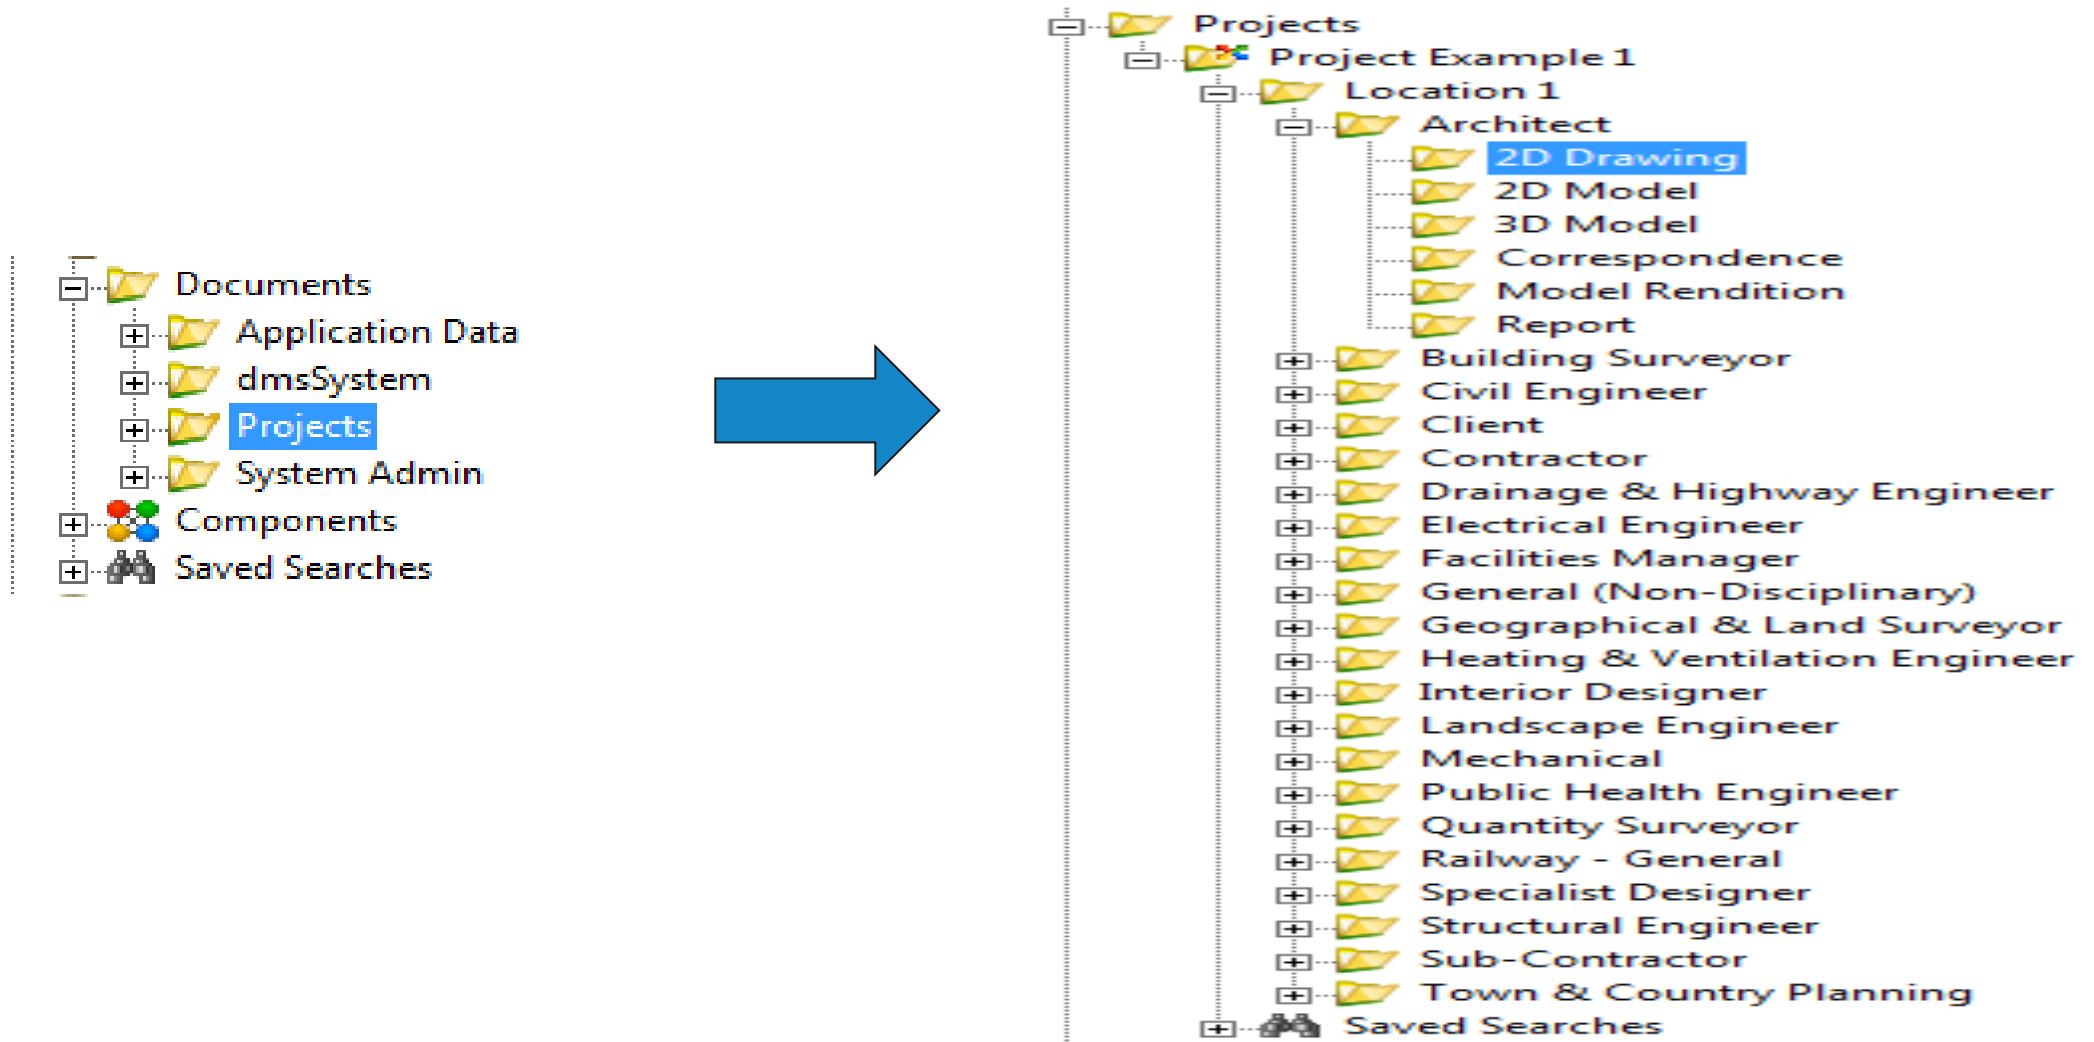 Documents
Application Data
dmsSystem
Projects
System Admin
Components
Saved Searches
Projects
Project Example 1
Location 1
Architect
2D Drawing
2D Model
3D Model
Correspondence
Model Rendition
Report
Building Surveyor
Civil Engineer
Client
Contractor
Drainage & Highway Engineer
Electrical Engineer
Facilities Manager
General (Non-Disciplinary)
Geographical & Land Surveyor
Heating & Ventilation Engineer
Interior Designer
Landscape Engineer
Mechanical
Public Health Engineer
Quantity Surveyor
Railway - General
Specialist Designer
Structural Engineer
Sub-Contractor
Town & Country Planning
Saved Searches